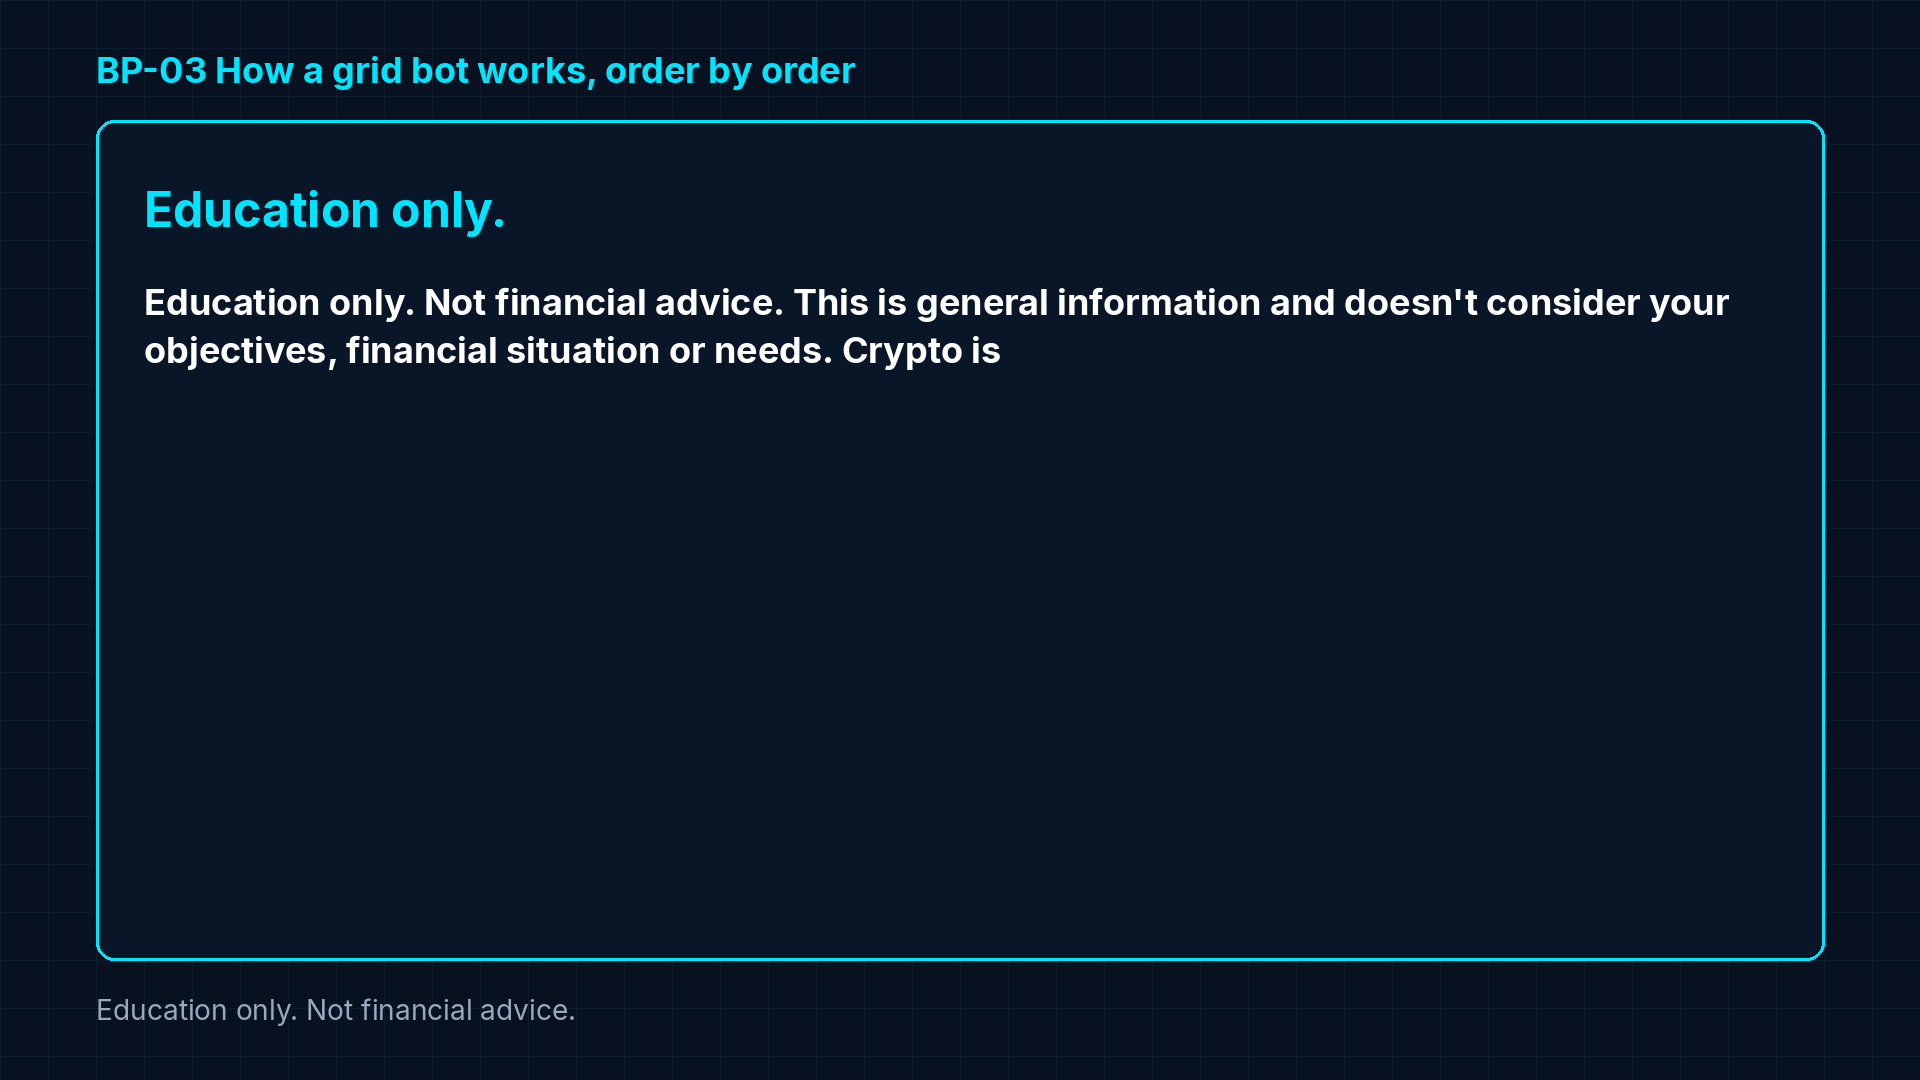 BP-03 How a grid bot works, order by order
Education only.
Education only. Not financial advice. This is general information and doesn't consider your
objectives, financial situation or needs. Crypto is
Education only. Not financial advice.